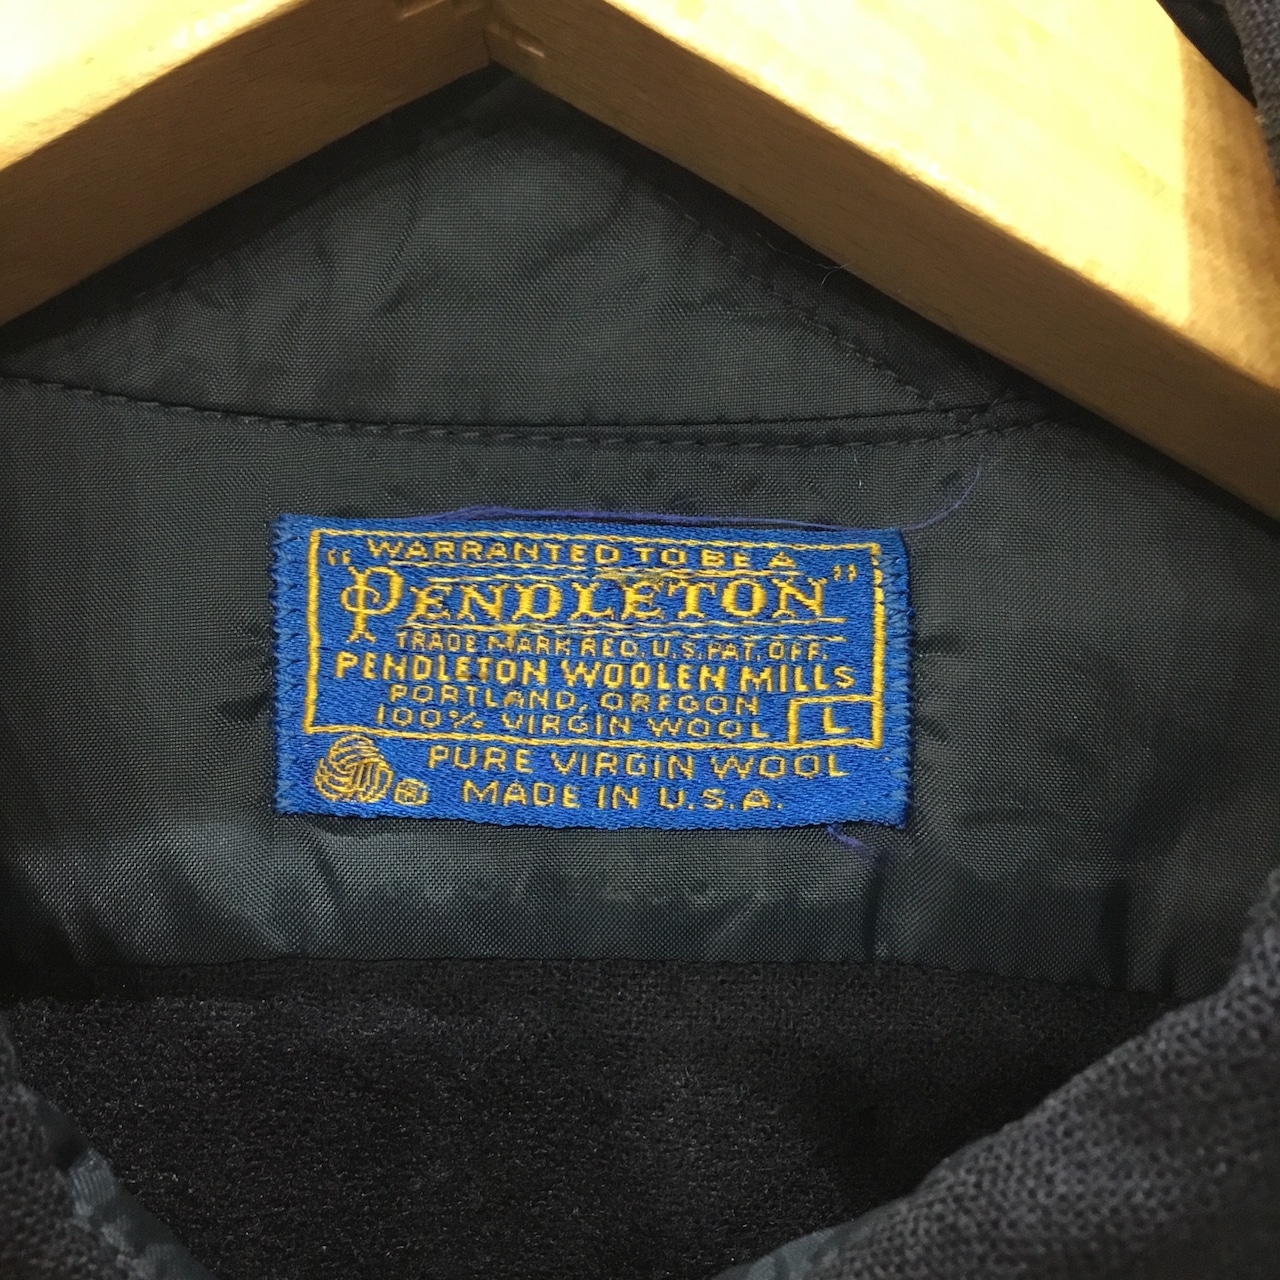 WARRANTED TO BE A
"PENDLETON"
TRADE MARK REG. U.S. PAT. OFF.
PENDLETON WOOLEN MILLS
PORTLAND, OREGON
100% VIRGIN WOOL L
PURE VIRGIN WOOL
MADE IN U.S.A.